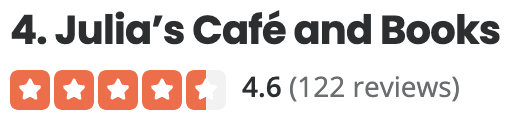 4. Julia’s Café and Books
4.6 (122 reviews)